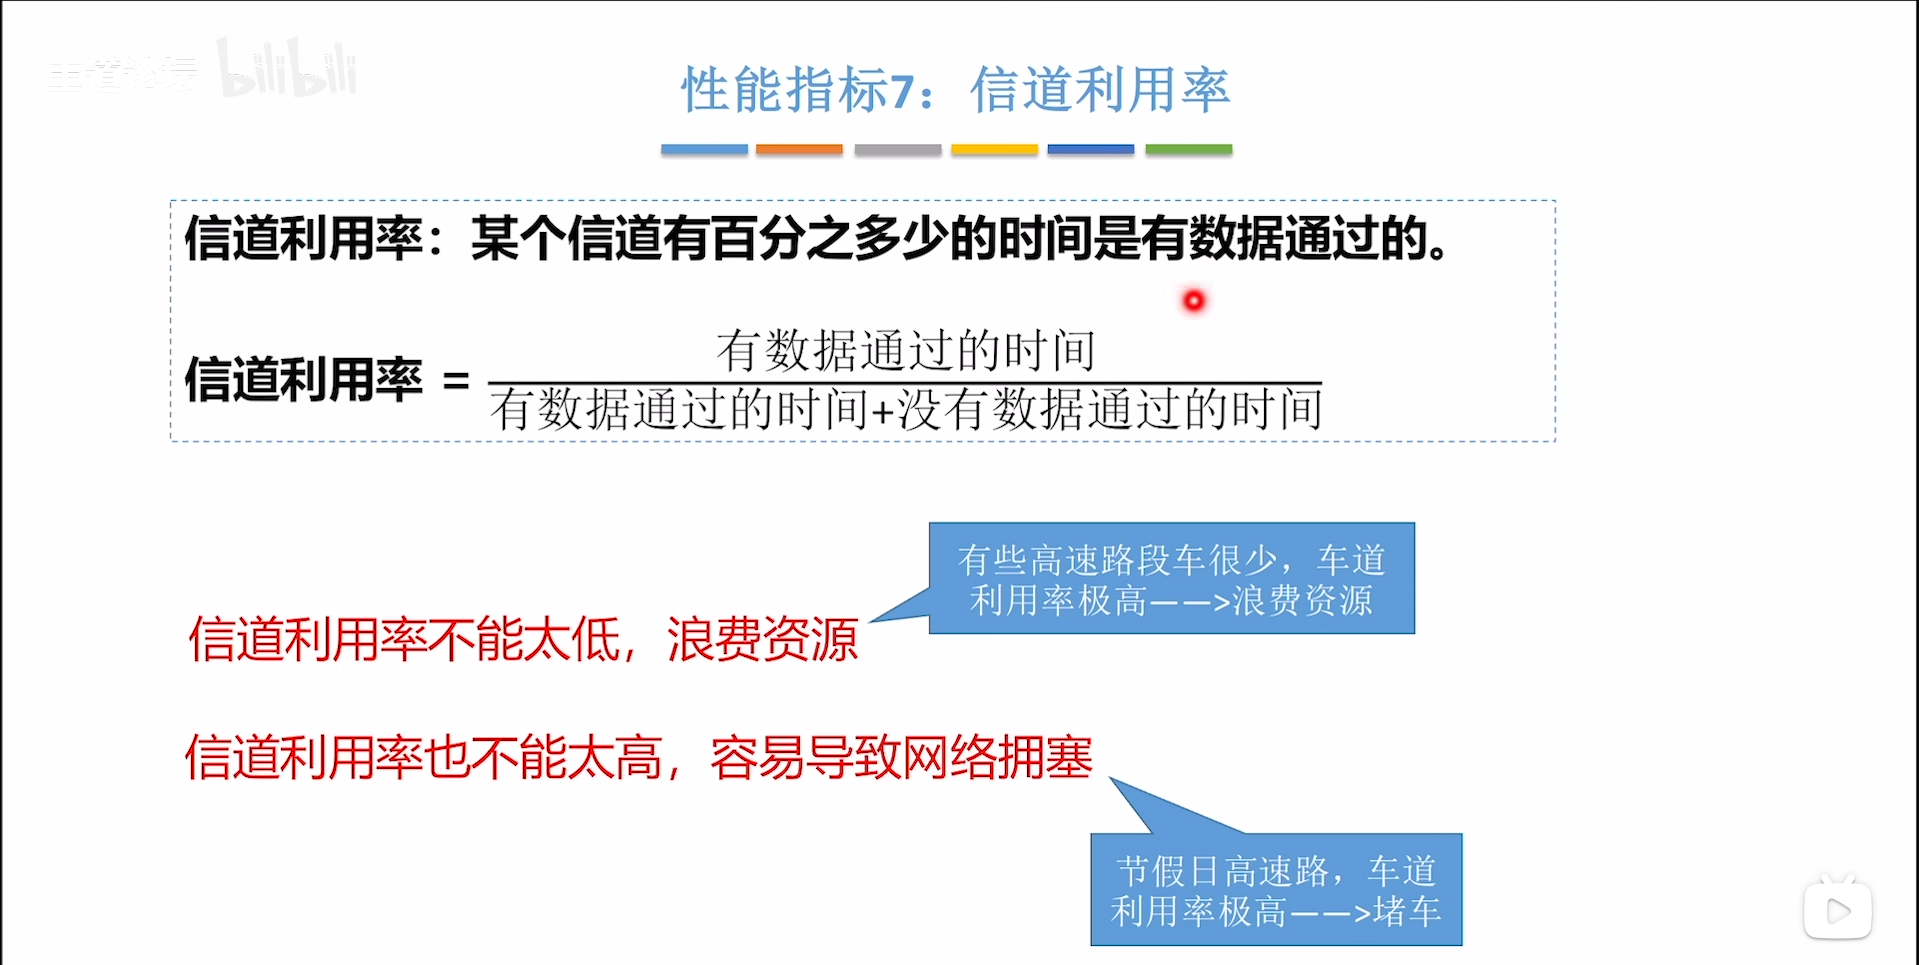 王道论坛 bilibili
性能指标7：信道利用率
信道利用率：某个信道有百分之多少的时间是有数据通过的。
有数据通过的时间
信道利用率 =
有数据通过的时间+没有数据通过的时间
有些高速路段车很少，车道
利用率极高——>浪费资源
信道利用率不能太低，浪费资源
信道利用率也不能太高，容易导致网络拥塞
节假日高速路，车道
利用率极高——>堵车